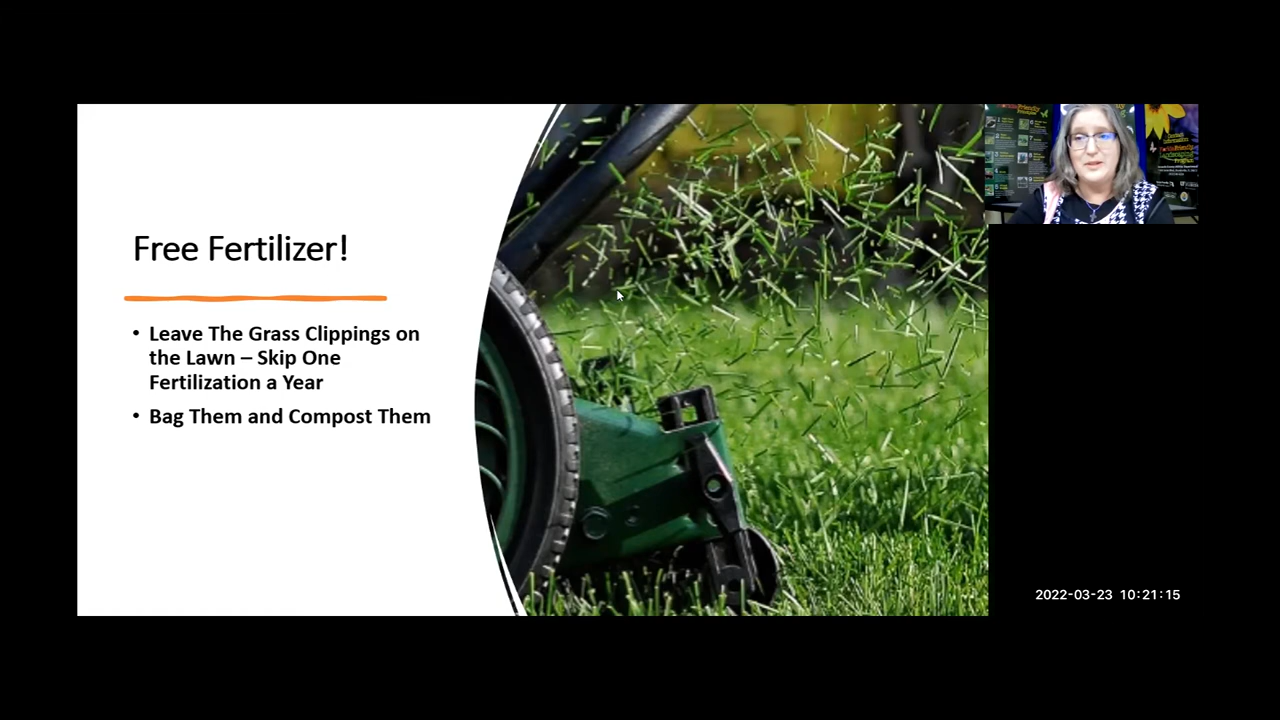 Free Fertilizer!
• Leave The Grass Clippings on
the Lawn – Skip One
Fertilization a Year
• Bag Them and Compost Them
2022-03-23 10:21:15